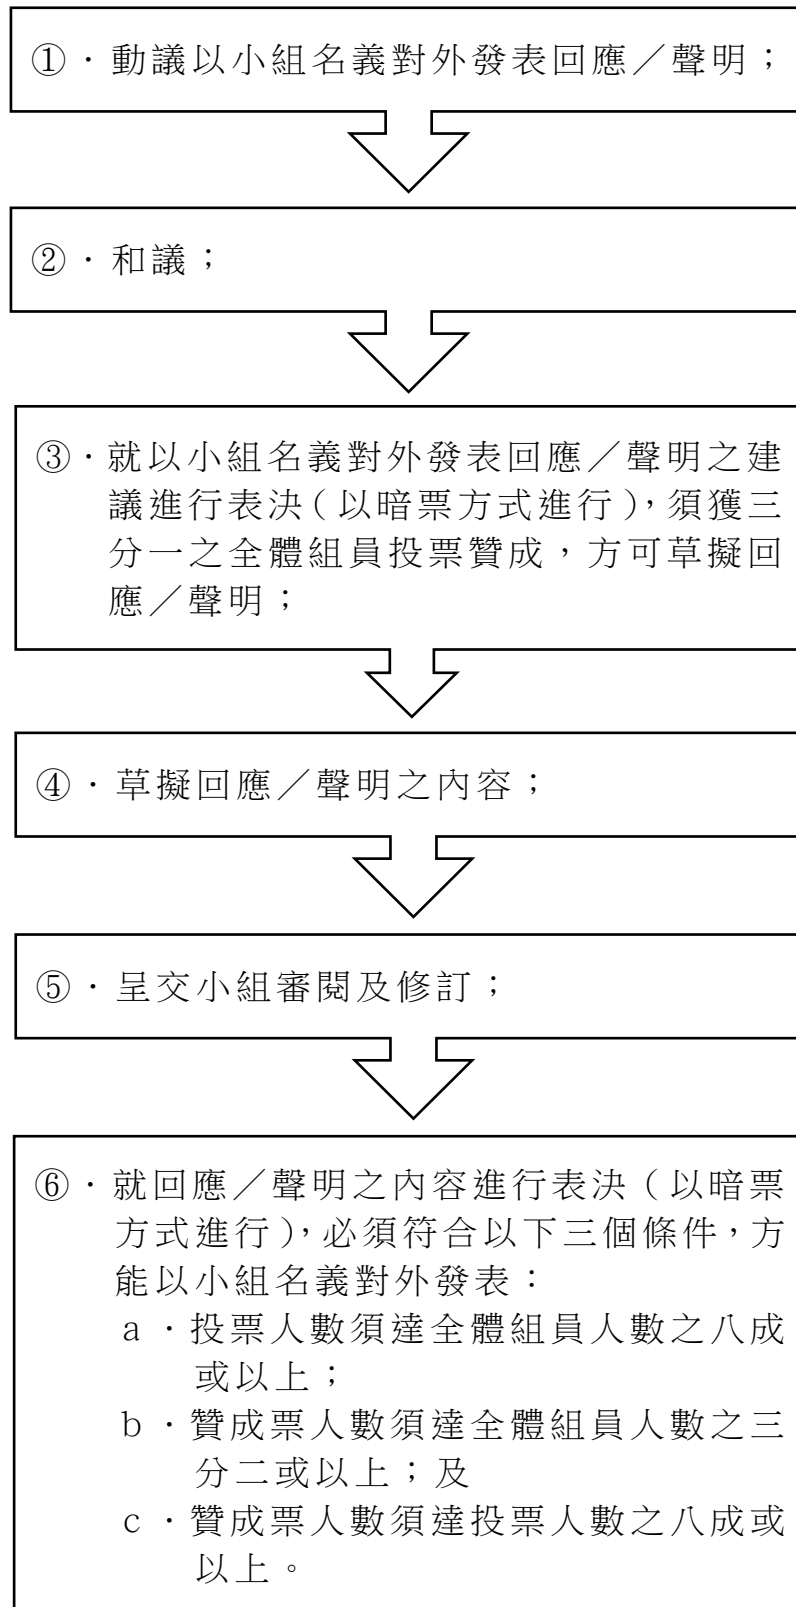 ①．動議以小組名義對外發表回應／聲明；
②．和議；
③．就以小組名義對外發表回應／聲明之建
議進行表決（以暗票方式進行），須獲三
分一之全體組員投票贊成，方可草擬回
應／聲明；
④．草擬回應／聲明之內容；
⑤．呈交小組審閱及修訂；
⑥．就回應／聲明之內容進行表決（以暗票
方式進行），必須符合以下三個條件，方
能以小組名義對外發表：
ａ．投票人數須達全體組員人數之八成
或以上；
ｂ．贊成票人數須達全體組員人數之三
分二或以上；及
ｃ．贊成票人數須達投票人數之八成或
以上。